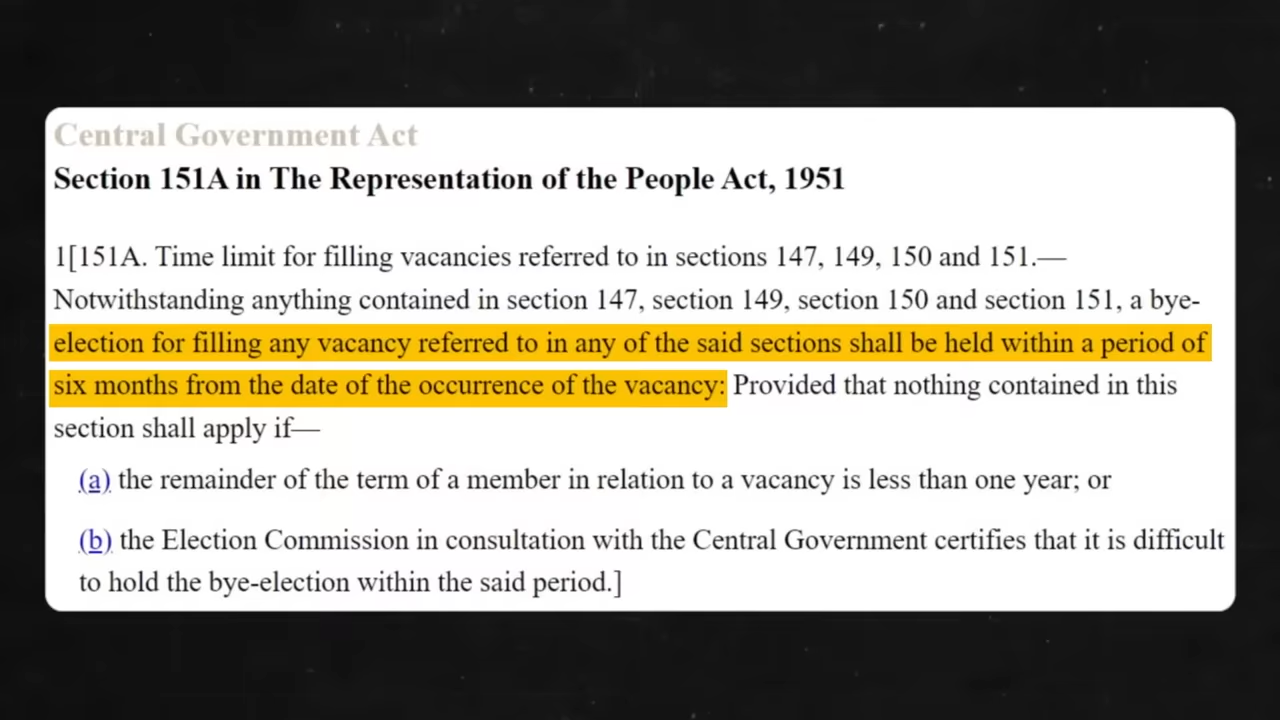 Central Government Act
Section 151A in The Representation of the People Act, 1951
1[151A. Time limit for filling vacancies referred to in sections 147, 149, 150 and 151.—
Notwithstanding anything contained in section 147, section 149, section 150 and section 151, a bye-
election for filling any vacancy referred to in any of the said sections shall be held within a period of
six months from the date of the occurrence of the vacancy: Provided that nothing contained in this
section shall apply if—
(a) the remainder of the term of a member in relation to a vacancy is less than one year; or
(b) the Election Commission in consultation with the Central Government certifies that it is difficult
to hold the bye-election within the said period.]